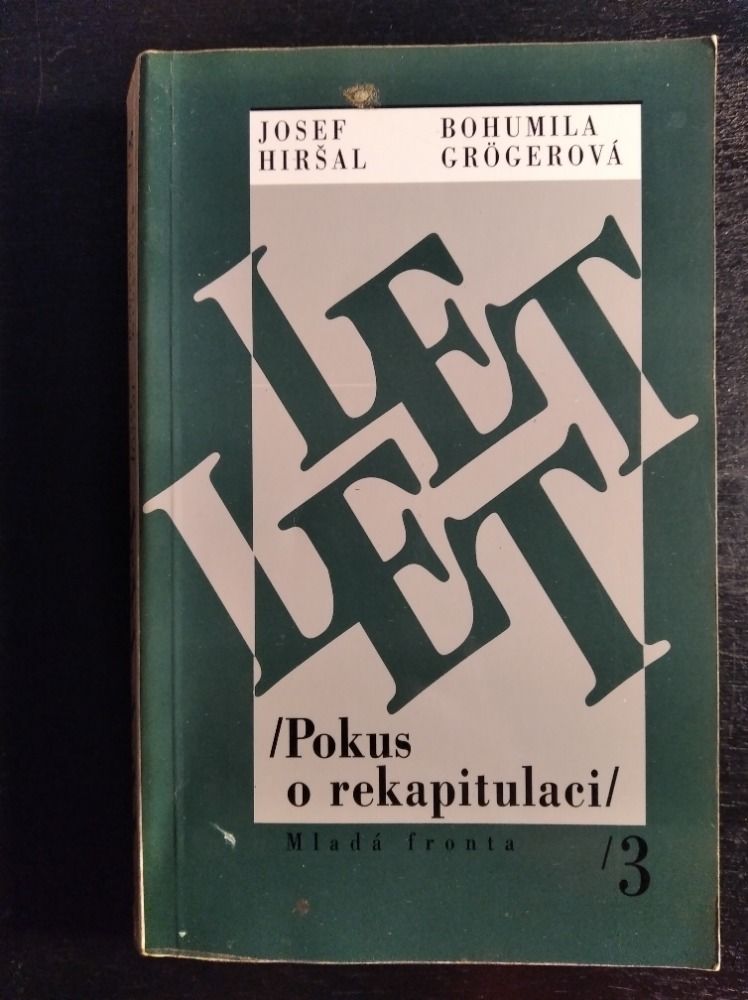 JOSEF
HIRŠAL
BOHUMILA
GRÖGEROVÁ
LET
LET
/Pokus
o rekapitulaci/
Mladá fronta
/3